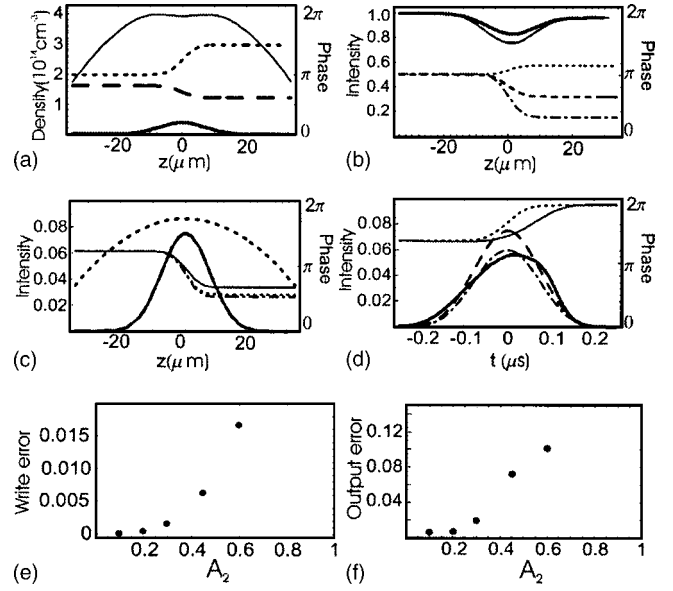 4
3
2
1
0
Density(10¹⁴cm⁻³)
2π
π
0
Phase
-20 0 20
z(μ m)
(a)
1.0
0.8
0.6
0.4
0.2
Intensity
2π
π
0
Phase
-20 0 20
z(μ m)
(b)
0.08
0.06
0.04
0.02
Intensity
2π
π
0
Phase
-20 0 20
z(μ m)
(c)
0.08
0.06
0.04
0.02
Intensity
2π
π
0
Phase
-0.2 -0.1 0 0.1 0.2
t (μs)
(d)
0.015
0.010
0.005
0
Write error
0.2 0.4 0.6 0.8 1
A₂
(e)
0.12
0.08
0.04
Output error
0.2 0.4 0.6 0.8 1
A₂
(f)